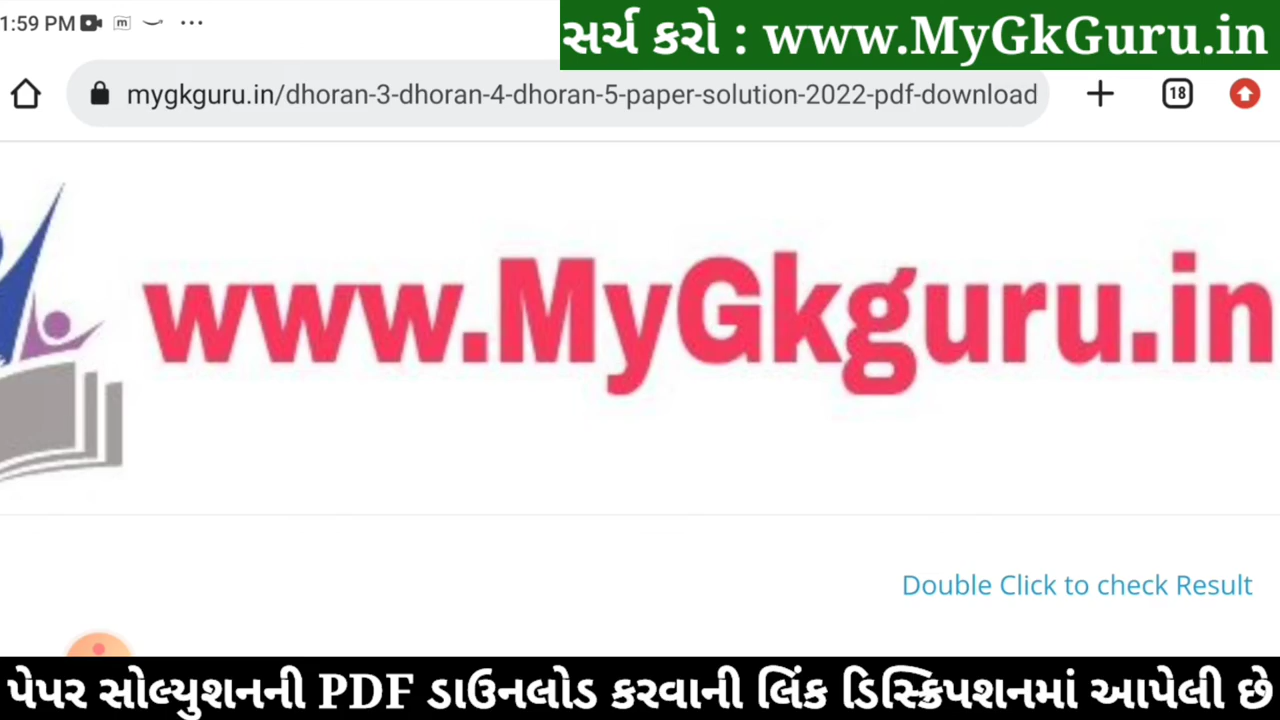 1:59 PM
સર્ચ કરો : www.MyGkGuru.in
mygkguru.in/dhoran-3-dhoran-4-dhoran-5-paper-solution-2022-pdf-download
18
www.MyGkguru.in
Double Click to check Result
પેપર સોલ્યુશનની PDF ડાઉનલોડ કરવાની લિંક ડિસ્ક્રિપશનમાં આપેલી છે